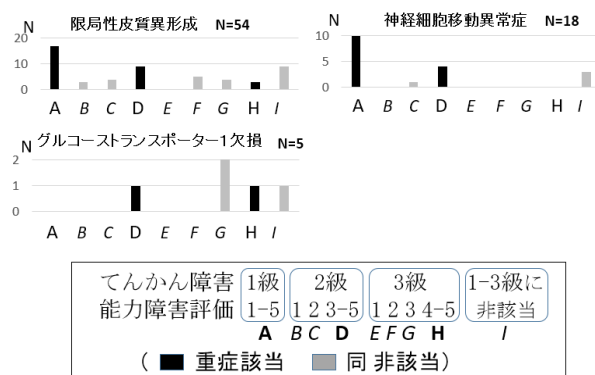 限局性皮質異形成 N=54
N
20
10
0
A B C D E F G H I
神経細胞移動異常症 N=18
N
10
5
0
A B C D E F G H I
グルコーストランスポーター1欠損 N=5
N
2
1
0
A B C D E F G H I
てんかん障害 1級 2級 3級 1-3級に
能力障害評価 1-5 1 2 3-5 1 2 3 4-5 非該当
A B C D E F G H I
( 重症該当 同 非該当)